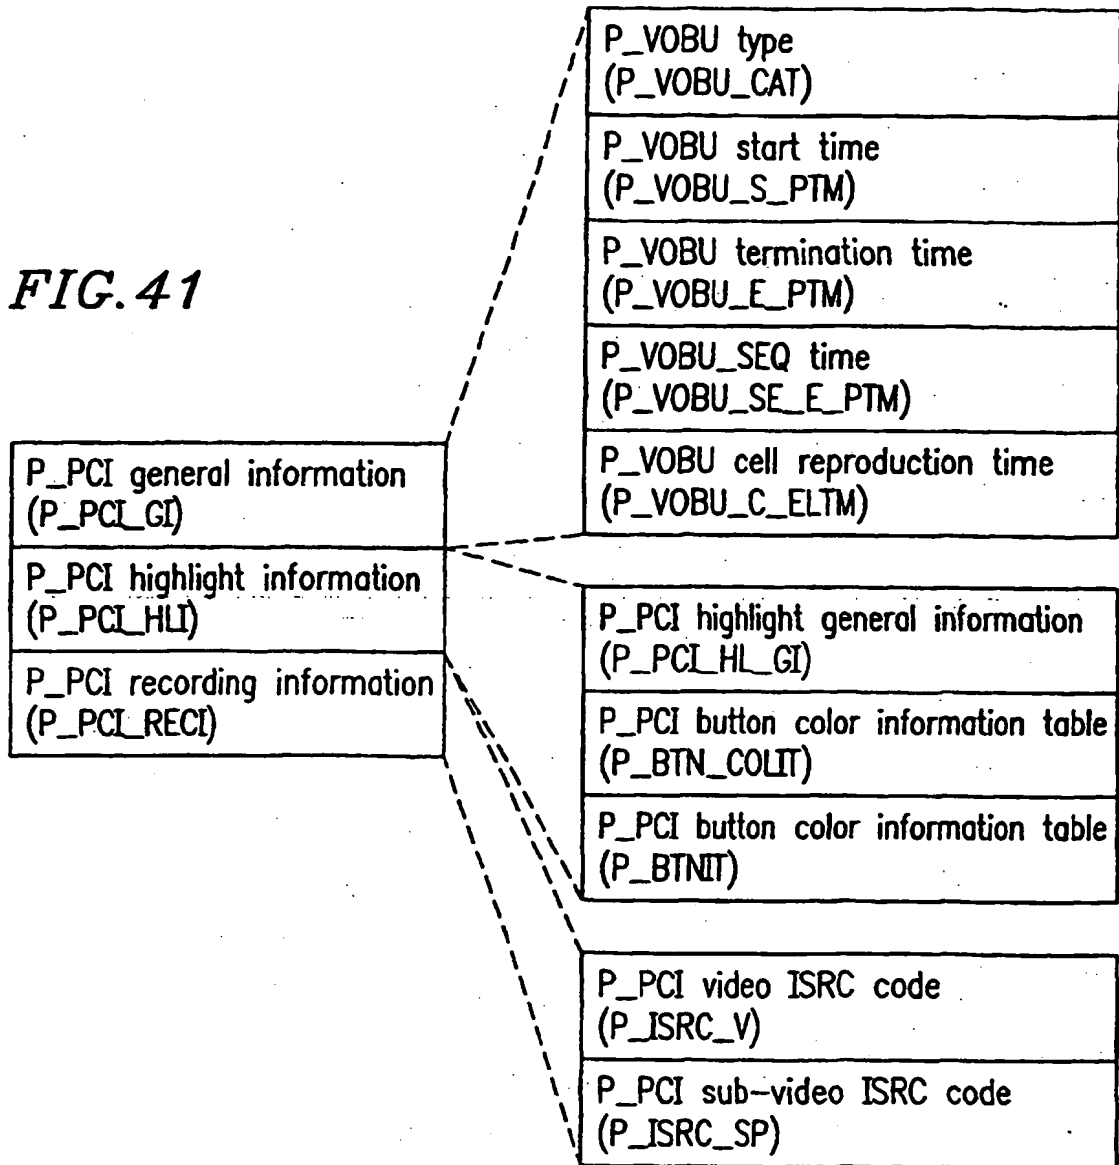 FIG. 41
P_PCI general information
(P_PCI_GI)
P_PCI highlight information
(P_PCI_HLI)
P_PCI recording information
(P_PCI_RECI)
P_VOBU type
(P_VOBU_CAT)
P_VOBU start time
(P_VOBU_S_PTM)
P_VOBU termination time
(P_VOBU_E_PTM)
P_VOBU_SEQ time
(P_VOBU_SE_E_PTM)
P_VOBU cell reproduction time
(P_VOBU_C_ELTM)
P_PCI highlight general information
(P_PCI_HL_GI)
P_PCI button color information table
(P_BTN_COLIT)
P_PCI button color information table
(P_BTNIT)
P_PCI video ISRC code
(P_ISRC_V)
P_PCI sub-video ISRC code
(P_ISRC_SP)